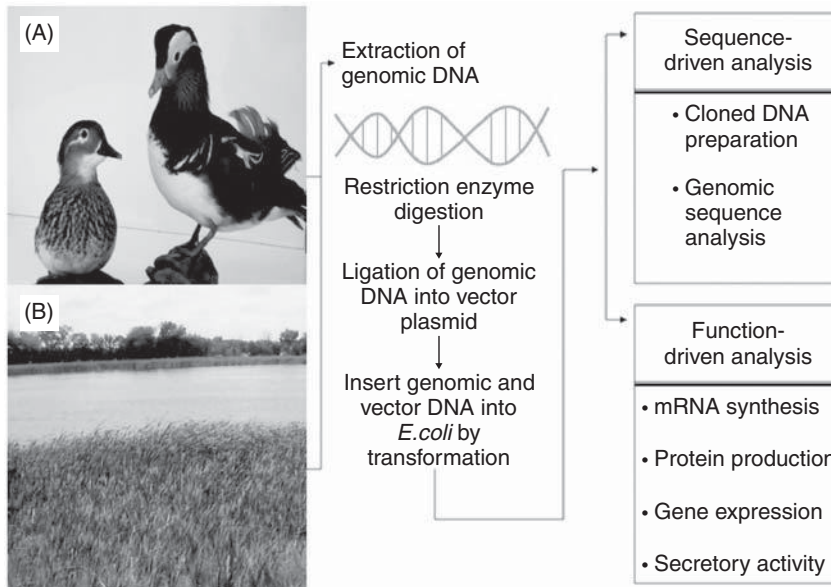 (A)
(B)
Extraction of
genomic DNA
Restriction enzyme
digestion
Ligation of genomic
DNA into vector
plasmid
Insert genomic and
vector DNA into
E.coli by
transformation
Sequence-
driven analysis
• Cloned DNA
preparation
• Genomic
sequence
analysis
Function-
driven analysis
• mRNA synthesis
• Protein production
• Gene expression
• Secretory activity